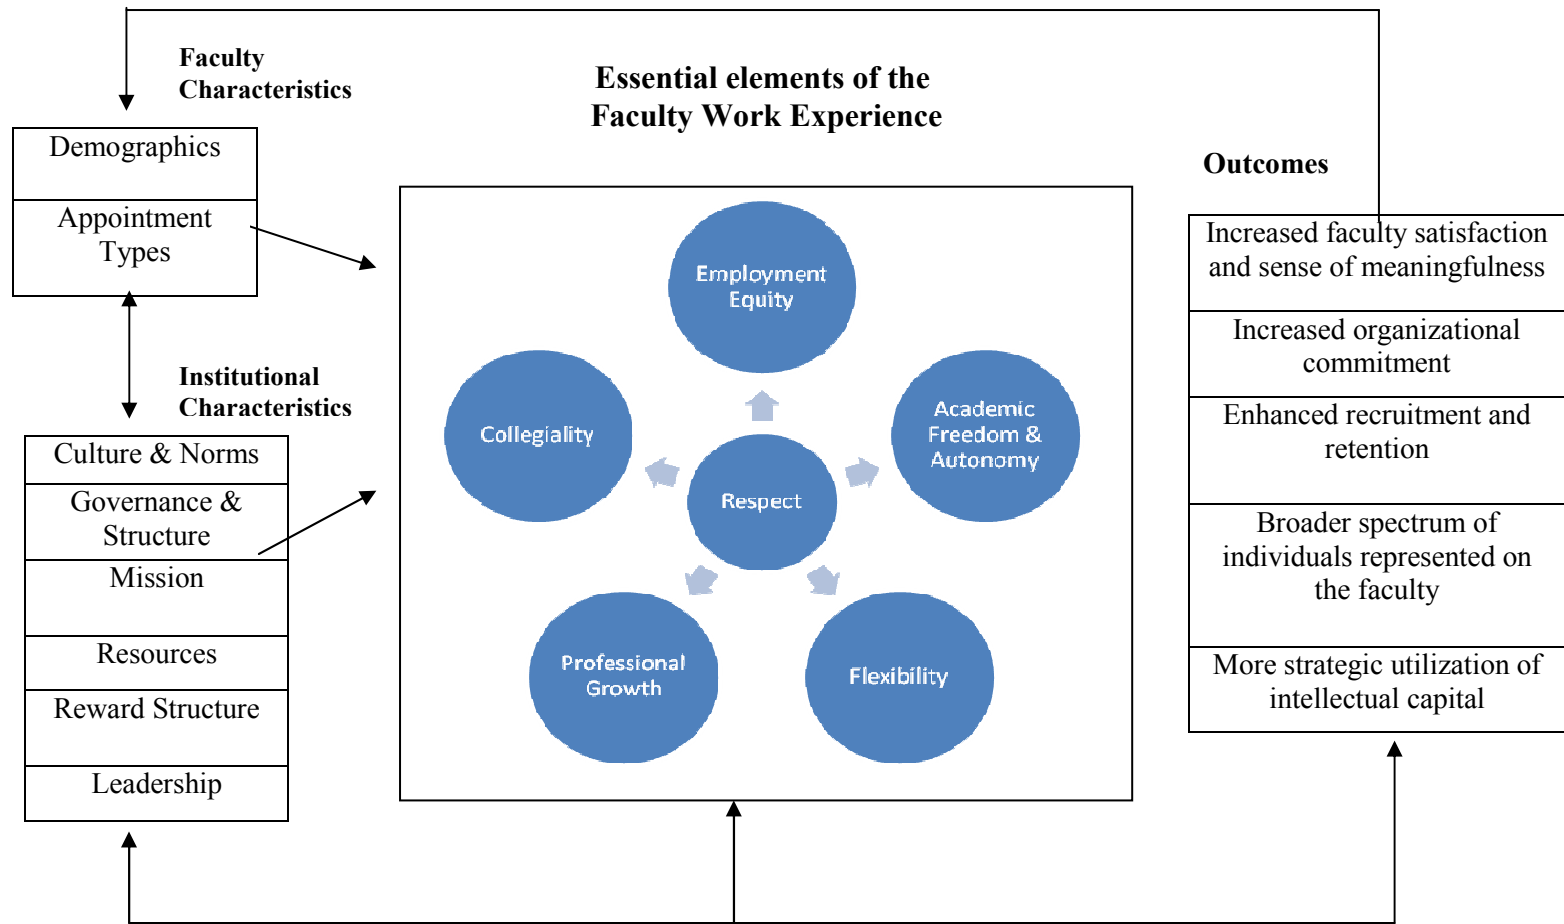 Faculty
Characteristics
Essential elements of the
Faculty Work Experience
Demographics
Appointment
Types
Institutional
Characteristics
Culture & Norms
Governance &
Structure
Mission
Resources
Reward Structure
Leadership
Employment
Equity
Collegiality
Academic
Freedom &
Autonomy
Respect
Professional
Growth
Flexibility
Outcomes
Increased faculty satisfaction
and sense of meaningfulness
Increased organizational
commitment
Enhanced recruitment and
retention
Broader spectrum of
individuals represented on
the faculty
More strategic utilization of
intellectual capital